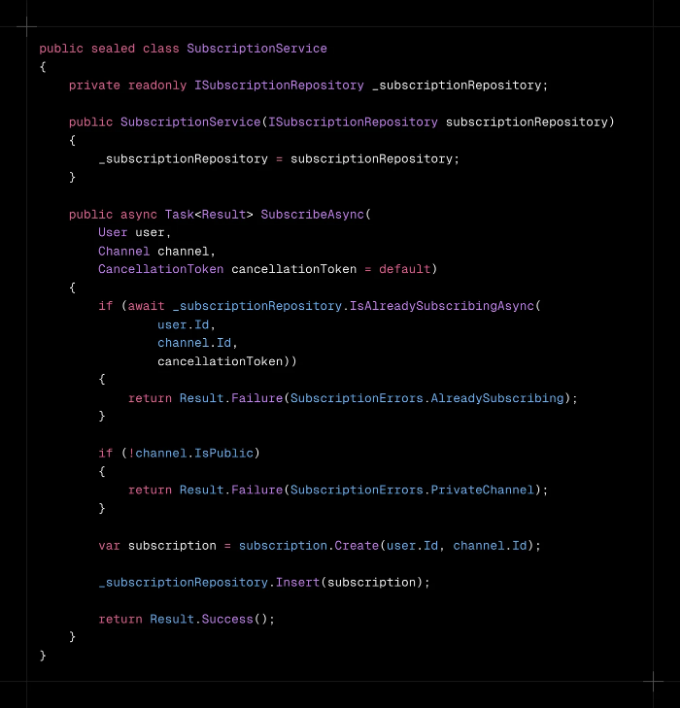 public sealed class SubscriptionService
{
    private readonly ISubscriptionRepository _subscriptionRepository;

    public SubscriptionService(ISubscriptionRepository subscriptionRepository)
    {
        _subscriptionRepository = subscriptionRepository;
    }

    public async Task<Result> SubscribeAsync(
        User user,
        Channel channel,
        CancellationToken cancellationToken = default)
    {
        if (await _subscriptionRepository.IsAlreadySubscribingAsync(
                user.Id,
                channel.Id,
                cancellationToken))
        {
            return Result.Failure(SubscriptionErrors.AlreadySubscribing);
        }

        if (!channel.IsPublic)
        {
            return Result.Failure(SubscriptionErrors.PrivateChannel);
        }

        var subscription = subscription.Create(user.Id, channel.Id);

        _subscriptionRepository.Insert(subscription);

        return Result.Success();
    }
}